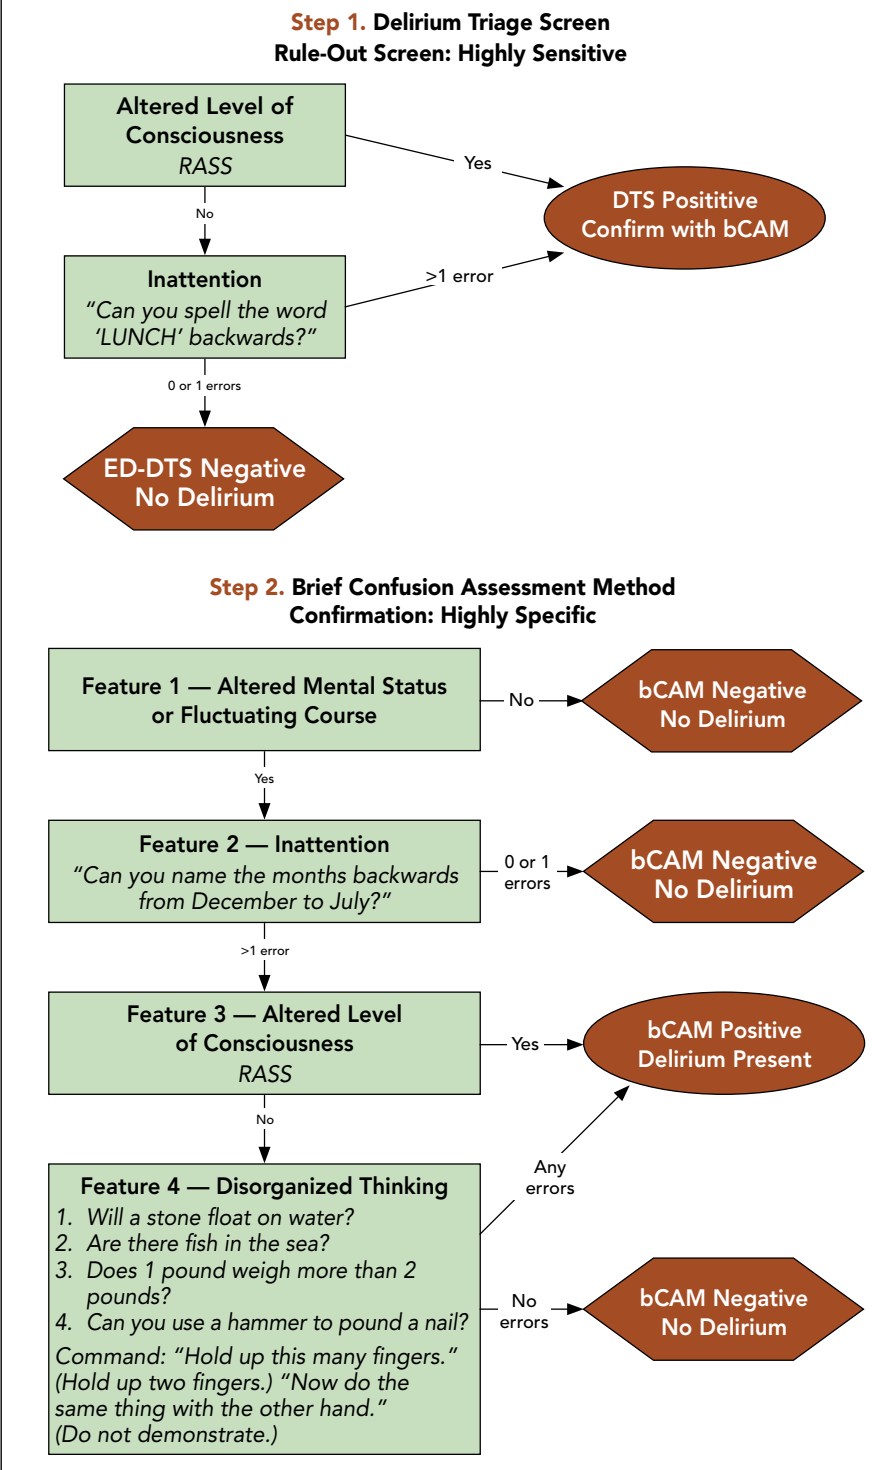 Step 1. Delirium Triage Screen
Rule-Out Screen: Highly Sensitive
Altered Level of
Consciousness
RASS
Yes
DTS Posititive
Confirm with bCAM
No
Inattention
“Can you spell the word
‘LUNCH’ backwards?”
>1 error
0 or 1 errors
ED-DTS Negative
No Delirium
Step 2. Brief Confusion Assessment Method
Confirmation: Highly Specific
Feature 1 — Altered Mental Status
or Fluctuating Course
No
bCAM Negative
No Delirium
Yes
Feature 2 — Inattention
“Can you name the months backwards
from December to July?”
0 or 1
errors
bCAM Negative
No Delirium
>1 error
Feature 3 — Altered Level
of Consciousness
RASS
Yes
bCAM Positive
Delirium Present
No
Feature 4 — Disorganized Thinking
1. Will a stone float on water?
2. Are there fish in the sea?
3. Does 1 pound weigh more than 2
pounds?
4. Can you use a hammer to pound a nail?
Command: “Hold up this many fingers.”
(Hold up two fingers.) “Now do the
same thing with the other hand.”
(Do not demonstrate.)
Any
errors
No
errors
bCAM Negative
No Delirium